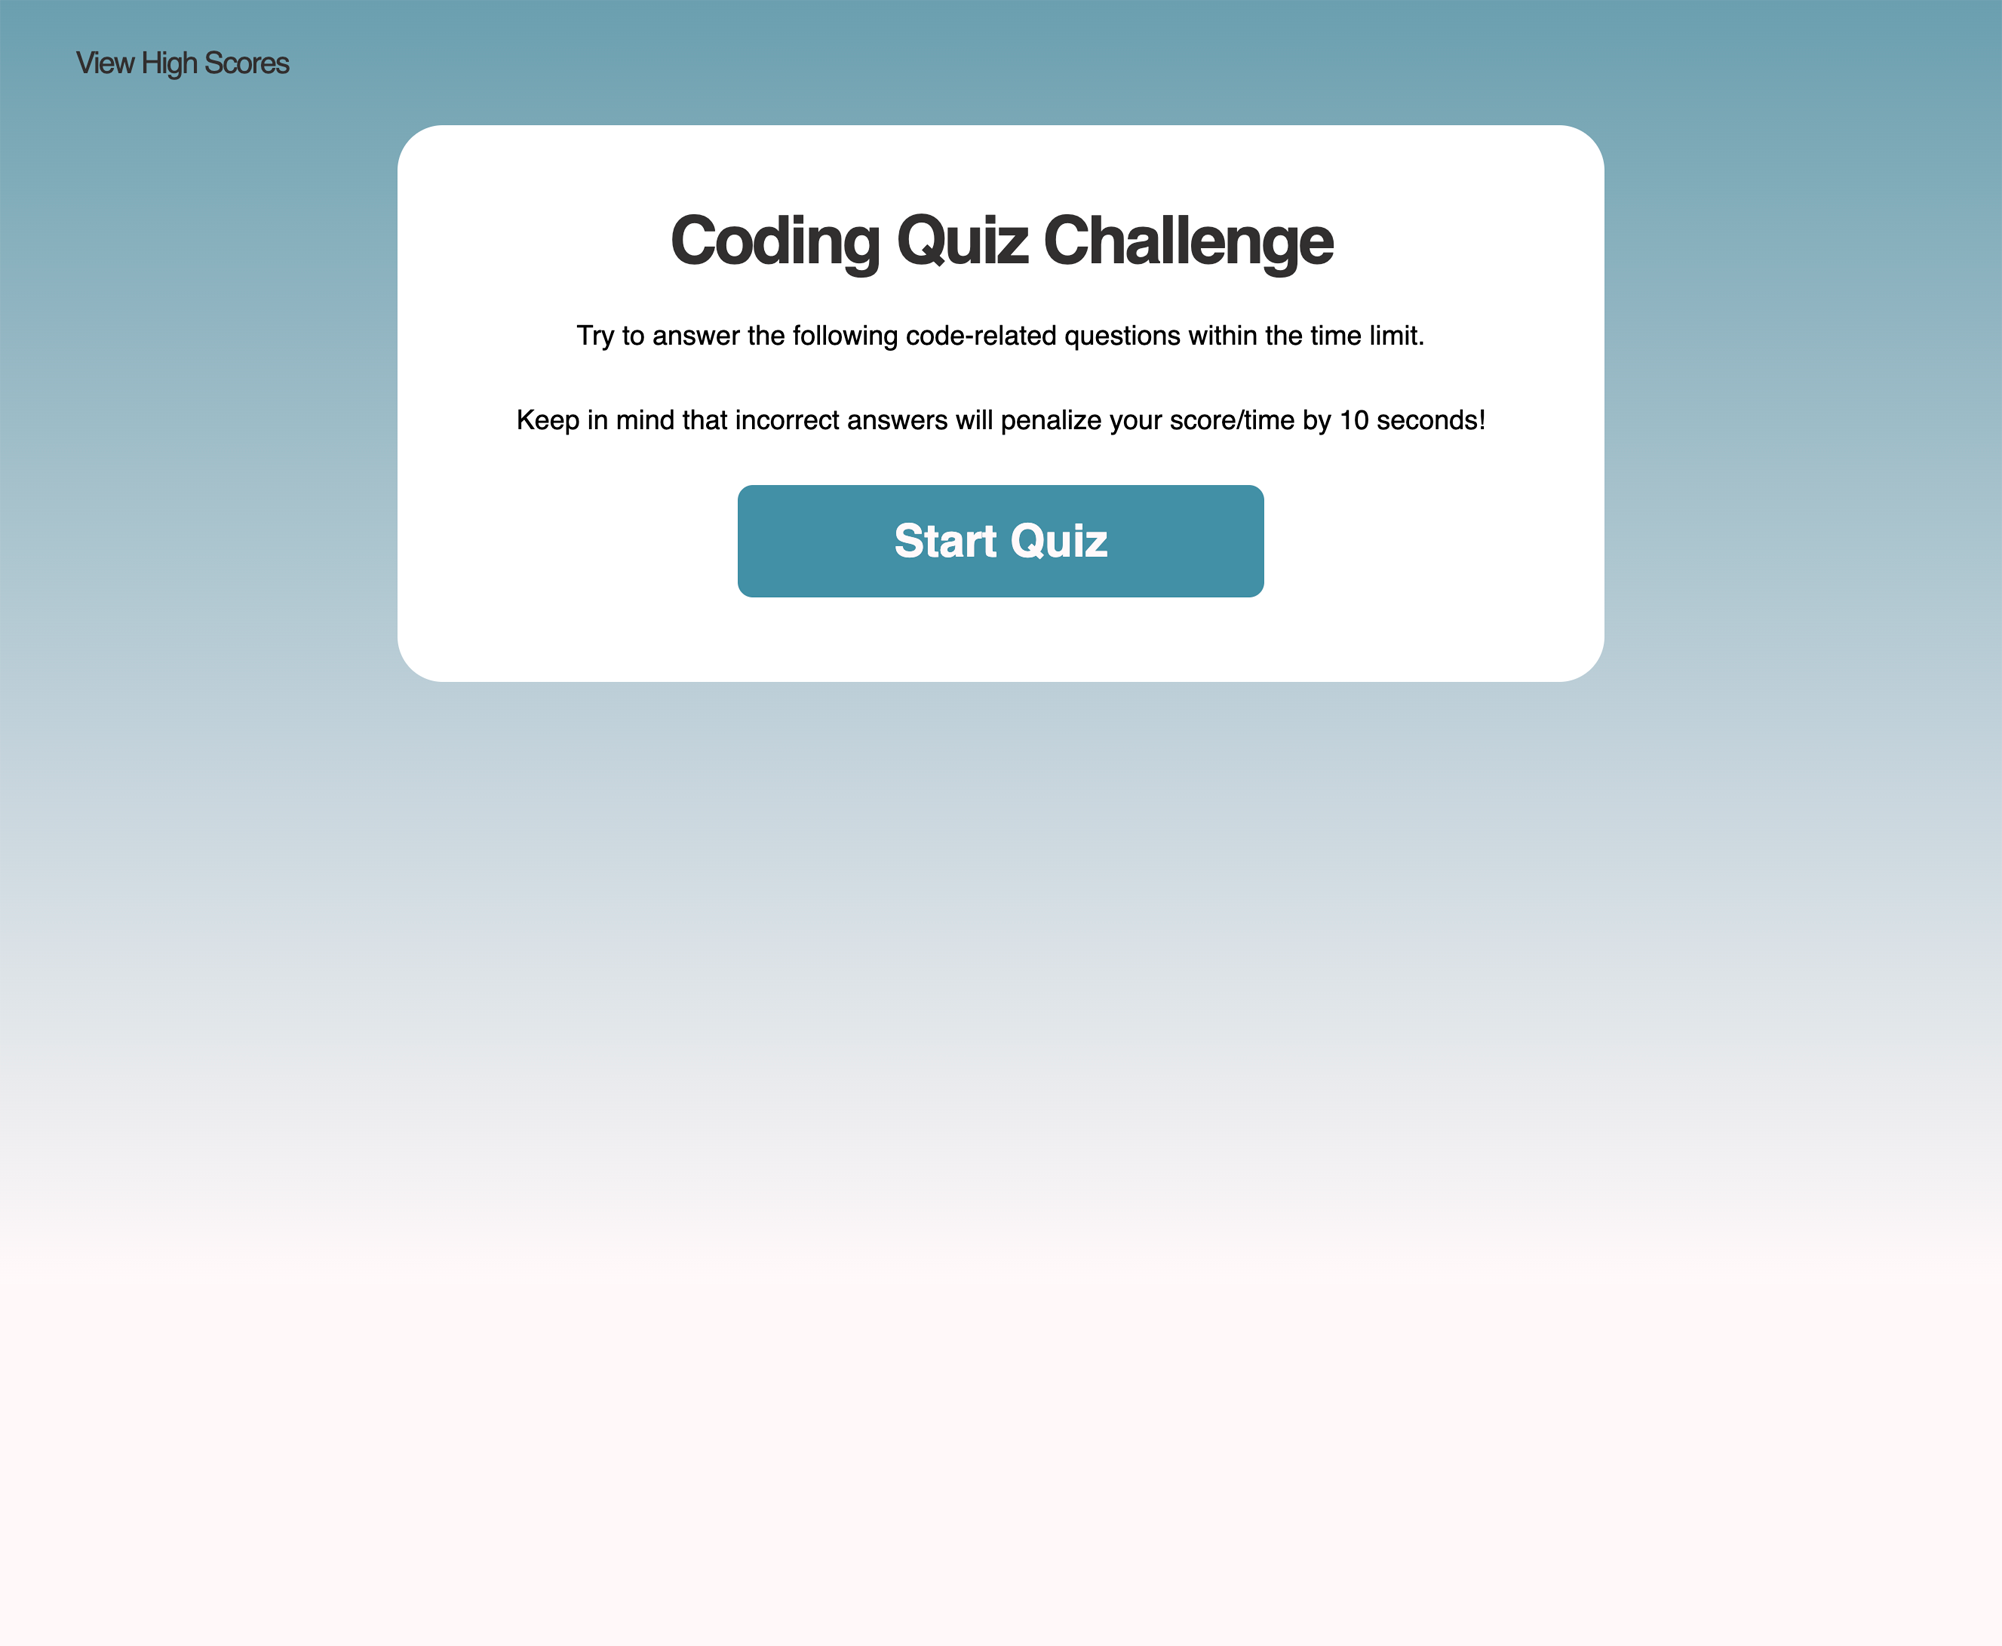 View High Scores
Coding Quiz Challenge
Try to answer the following code-related questions within the time limit.
Keep in mind that incorrect answers will penalize your score/time by 10 seconds!
Start Quiz